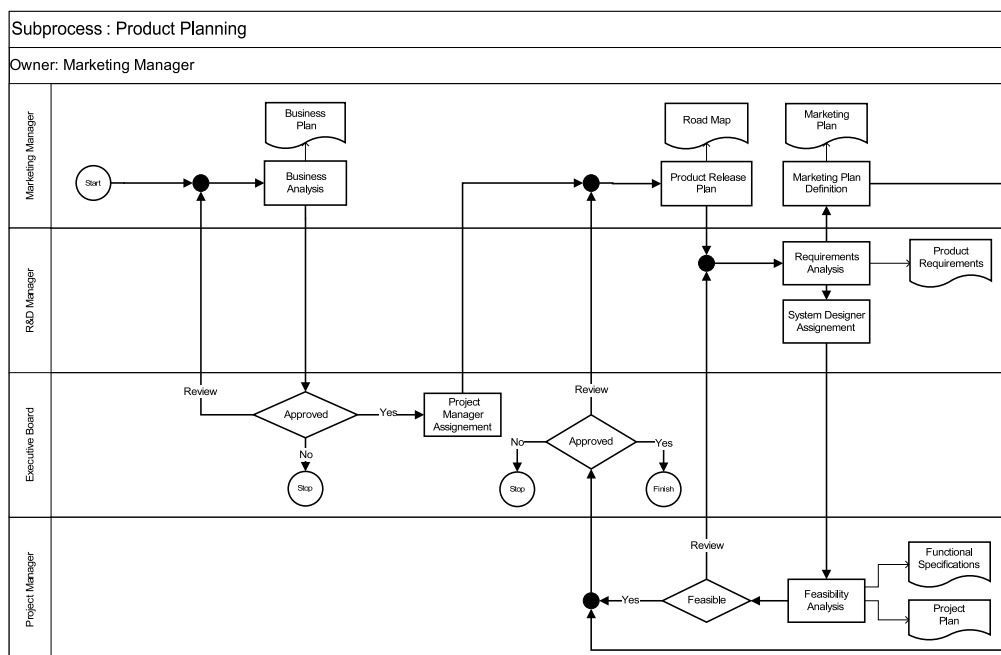 Subprocess : Product Planning
Owner: Marketing Manager
Marketing Manager
Start
Business
Plan
Business
Analysis
Road Map
Product Release
Plan
Marketing
Plan
Marketing Plan
Definition
R&D Manager
Requirements
Analysis
Product
Requirements
System Designer
Assignement
Executive Board
Review
Approved
Yes
No
Stop
Project
Manager
Assignement
Review
Approved
No
Yes
Stop
Finish
Project Manager
Review
Yes
Feasible
Feasibility
Analysis
Functional
Specifications
Project
Plan